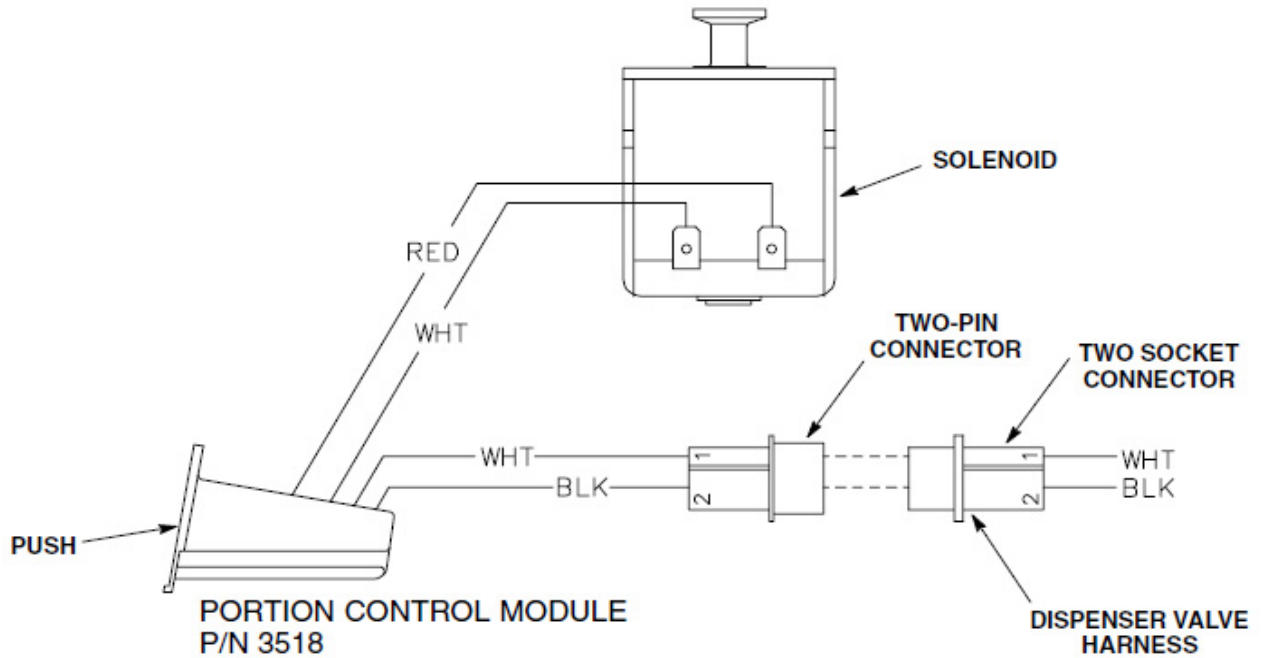 SOLENOID
RED
WHT
TWO-PIN
CONNECTOR
TWO SOCKET
CONNECTOR
WHT
1
1
WHT
BLK
2
2
BLK
PUSH
PORTION CONTROL MODULE
P/N 3518
DISPENSER VALVE
HARNESS